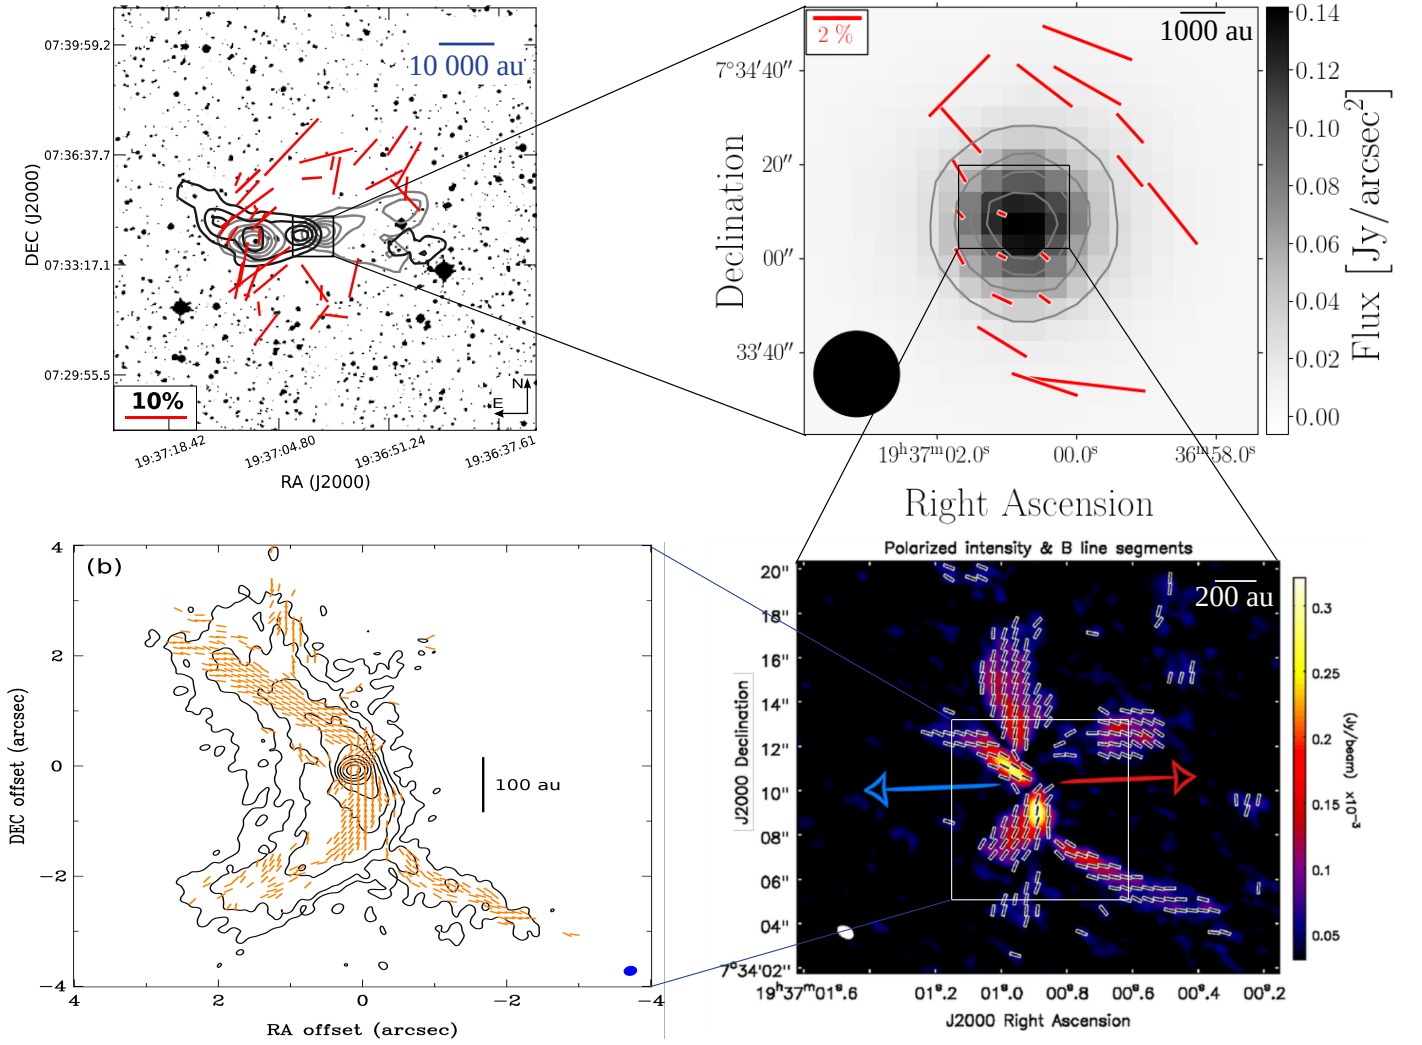 07:39:59.2
07:36:37.7
07:33:17.1
07:29:55.5
DEC (J2000)
10 000 au
10%
N
E
19:37:18.42
19:37:04.80
19:36:51.24
19:36:37.61
RA (J2000)
2 %
1000 au
7°34′40″
20″
00″
33′40″
Declination
19ʰ37ᵐ02.0ˢ
00.0ˢ
36ᵐ58.0ˢ
Right Ascension
0.14
0.12
0.10
0.08
0.06
0.04
0.02
0.00
Flux [Jy/arcsec²]
(b)
4
2
0
−2
−4
DEC offset (arcsec)
100 au
4
2
0
−2
−4
RA offset (arcsec)
Polarized intensity & B line segments
200 au
20"
18"
16"
14"
12"
10"
08"
06"
04"
7°34'02"
J2000 Declination
19ʰ37ᵐ01ˢ.6
01ˢ.2
01ˢ.0
00ˢ.8
00ˢ.6
00ˢ.4
00ˢ.2
J2000 Right Ascension
0.3
0.25
0.2
0.15
0.1
0.05
(Jy/beam) x10⁻³